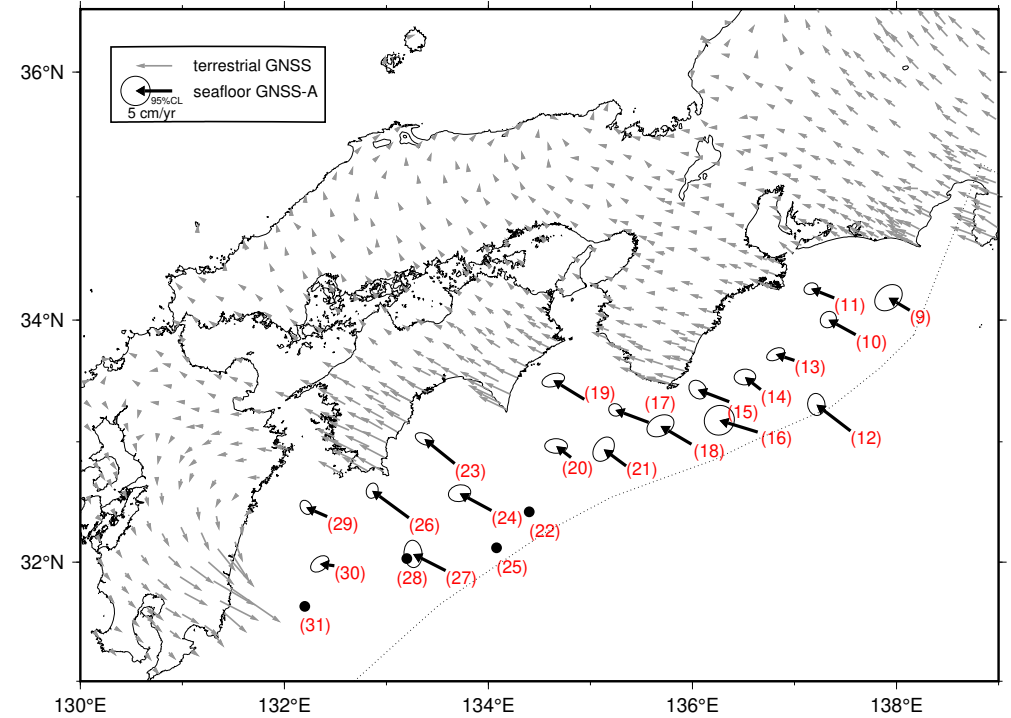 36°N
34°N
32°N
130°E
132°E
134°E
136°E
138°E
terrestrial GNSS
seafloor GNSS-A
95%CL
5 cm/yr
(11)
(9)
(10)
(13)
(19)
(17)
(14)
(15)
(16)
(12)
(18)
(20)
(21)
(23)
(29)
(26)
(24)
(22)
(30)
(28)
(27)
(25)
(31)